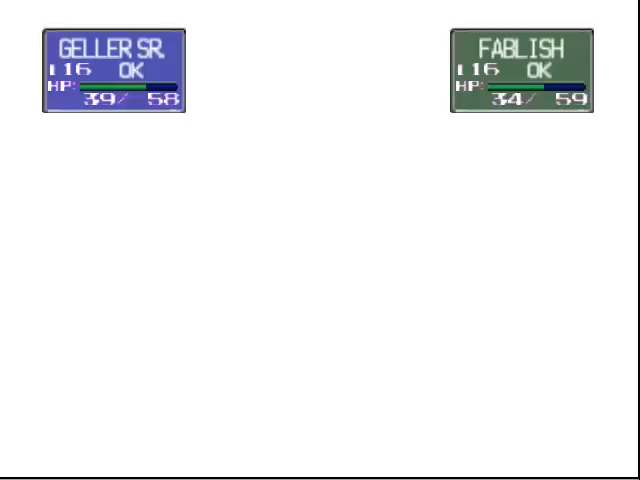 GELLER SR.
L16 OK
HP:
39/ 58
FABLISH
L16 OK
HP:
34/ 59